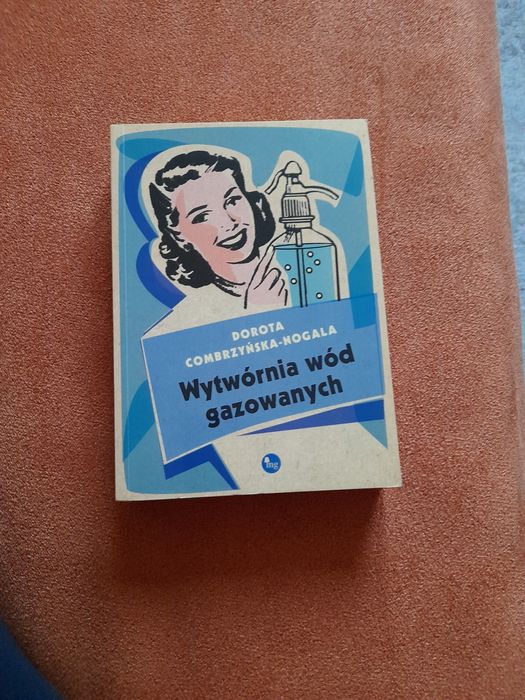 DOROTA
COMBRZYŃSKA-NOGALA
Wytwórnia wód
gazowanych
mg